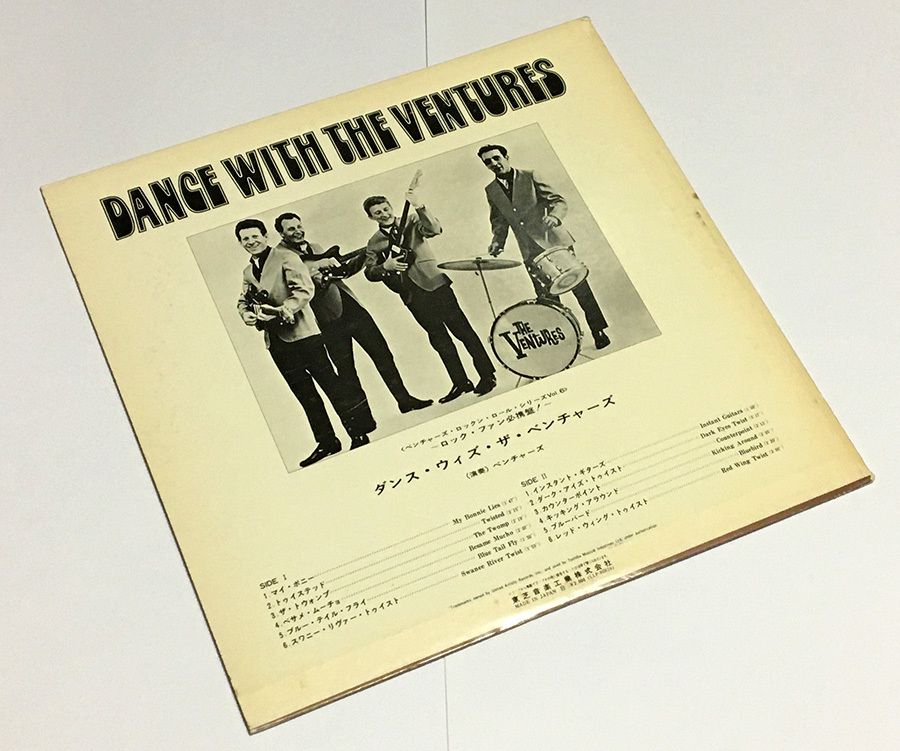 DANCE WITH THE VENTURES
THE
VENTURES
〈ベンチャーズ・ロックン・ロール・シリーズVol ⑥〉
−ロック・ファン必携盤!−
ダンス・ウィズ・ザ・ベンチャーズ
(演奏) ベンチャーズ
SIDE I
1.マイ・ボニー My Bonnie Lies
2.トゥイステッド Twisted
3.ザ・トウォンプ The Twomp
4.ベサメ・ムーチョ Besame Mucho
5.ブルー・テイル・フライ Blue Tail Fly
6.スワニー・リヴァー・トゥイスト Swanee River Twist
SIDE II
1.インスタント・ギターズ Instant Guitars
2.ダーク・アイズ・トゥイスト Dark Eyes Twist
3.カウンターポイント Counterpoint
4.キッキング・アラウンド Kicking Around
5.ブルーバード Bluebird
6.レッド・ウィング・トゥイスト Red Wing Twist
東芝音楽工業株式会社
MADE IN JAPAN